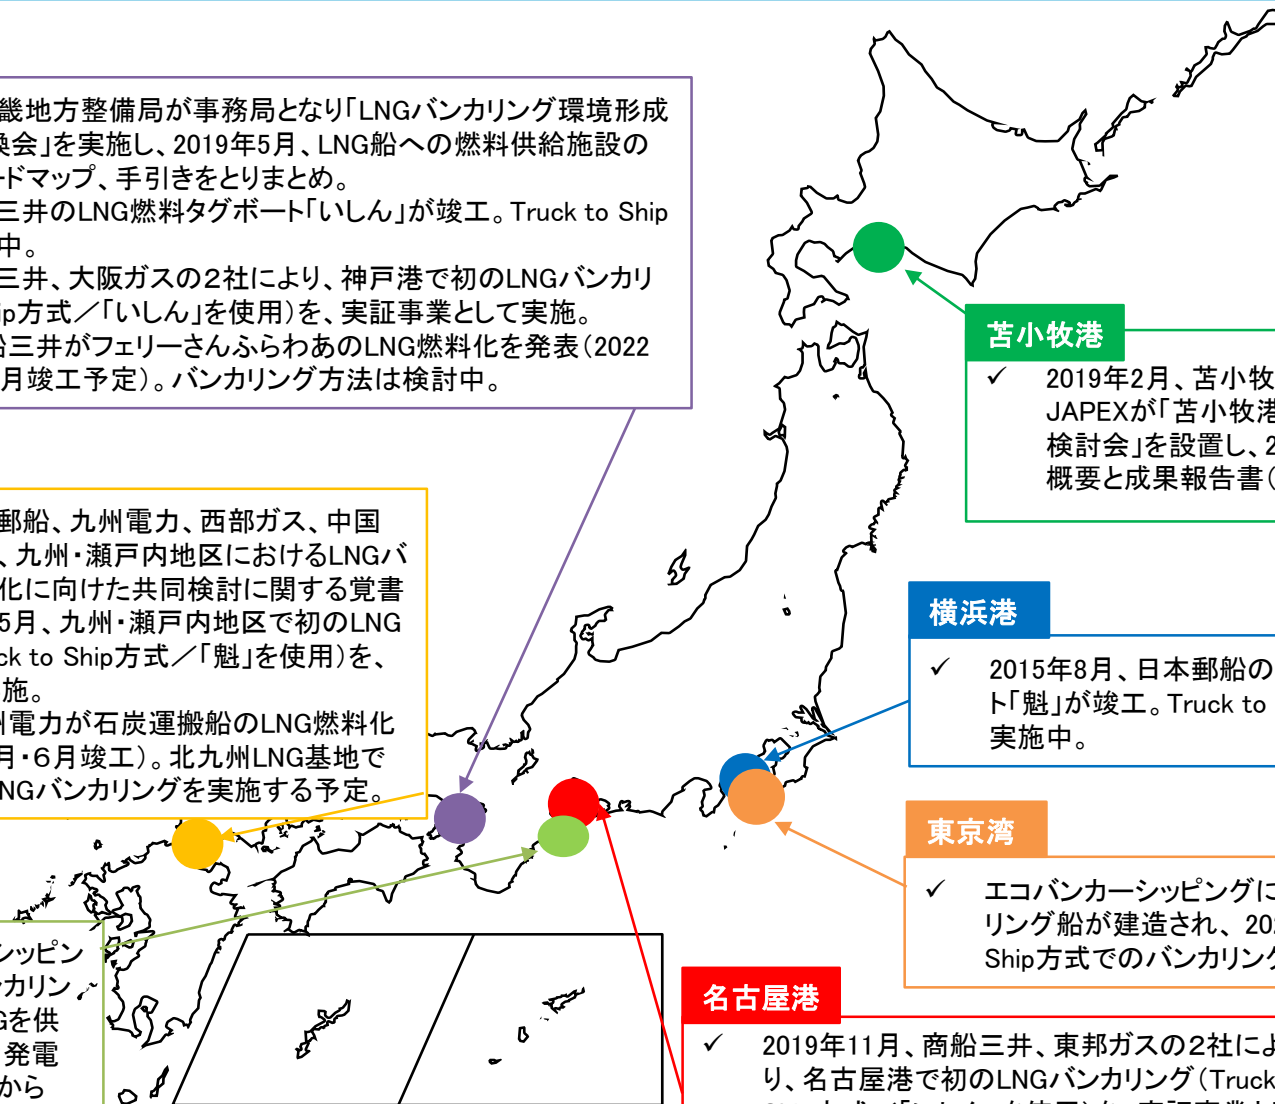 畿地方整備局が事務局となり「LNGバンカリング環境形成
換会」を実施し、2019年5月、LNG船への燃料供給施設の
ードマップ、手引きをとりまとめ。
三井のLNG燃料タグボート「いしん」が竣工。Truck to Ship
中。
三井、大阪ガスの２社により、神戸港で初のLNGバンカリ
ip方式／「いしん」を使用）を、実証事業として実施。
船三井がフェリーさんふらわあのLNG燃料化を発表（2022
月竣工予定）。バンカリング方法は検討中。
苫小牧港
✓ 2019年2月、苫小牧
JAPEXが「苫小牧港
検討会」を設置し、2
概要と成果報告書（
郵船、九州電力、西部ガス、中国
、九州・瀬戸内地区におけるLNGバ
化に向けた共同検討に関する覚書
5月、九州・瀬戸内地区で初のLNG
ck to Ship方式／「魁」を使用）を、
施。
州電力が石炭運搬船のLNG燃料化
月・６月竣工）。北九州LNG基地で
NGバンカリングを実施する予定。
横浜港
✓ 2015年8月、日本郵船の
ト「魁」が竣工。Truck to
実施中。
東京湾
✓ エコバンカーシッピングに
リング船が建造され、20
Ship方式でのバンカリング
シッピン
カリン
Gを供
発電
から
名古屋港
✓ 2019年11月、商船三井、東邦ガスの２社によ
り、名古屋港で初のLNGバンカリング（Truck